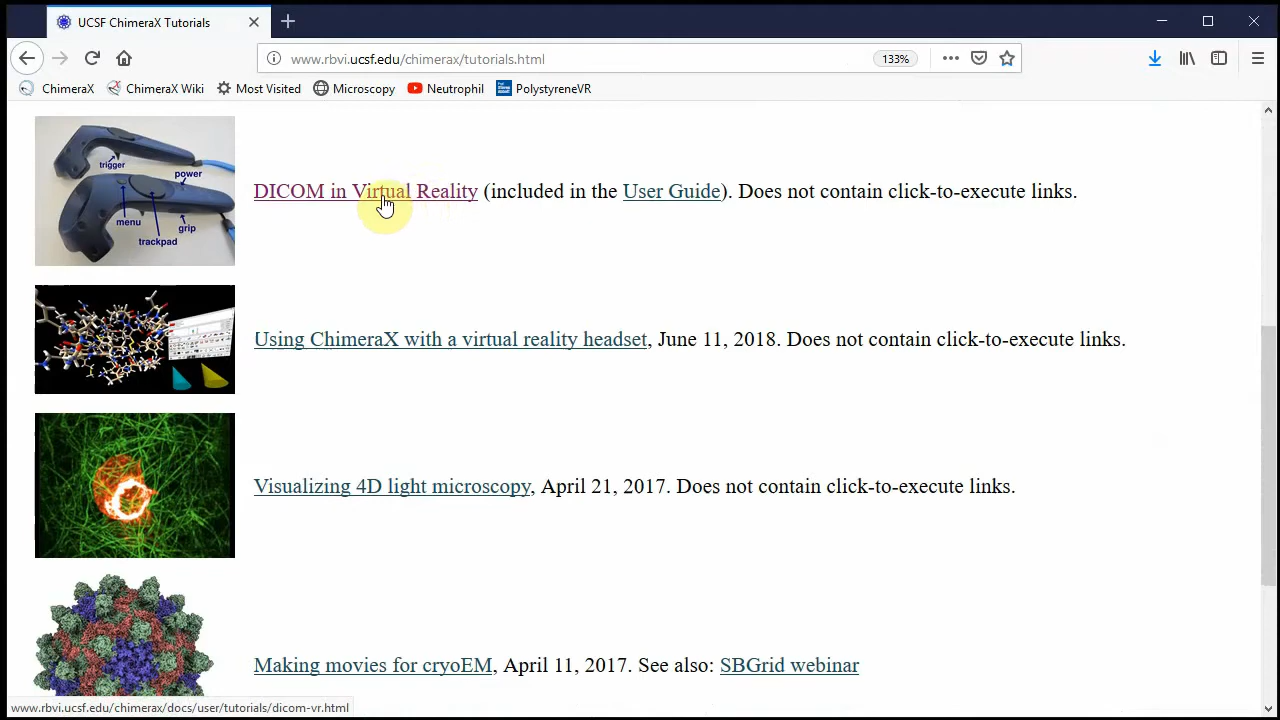 UCSF ChimeraX Tutorials
www.rbvi.ucsf.edu/chimerax/tutorials.html
133%
ChimeraX
ChimeraX Wiki
Most Visited
Microscopy
Neutrophil
PolystyreneVR
trigger
power
menu
grip
trackpad
DICOM in Virtual Reality (included in the User Guide). Does not contain click-to-execute links.
Using ChimeraX with a virtual reality headset, June 11, 2018. Does not contain click-to-execute links.
Visualizing 4D light microscopy, April 21, 2017. Does not contain click-to-execute links.
Making movies for cryoEM, April 11, 2017. See also: SBGrid webinar
www.rbvi.ucsf.edu/chimerax/docs/user/tutorials/dicom-vr.html